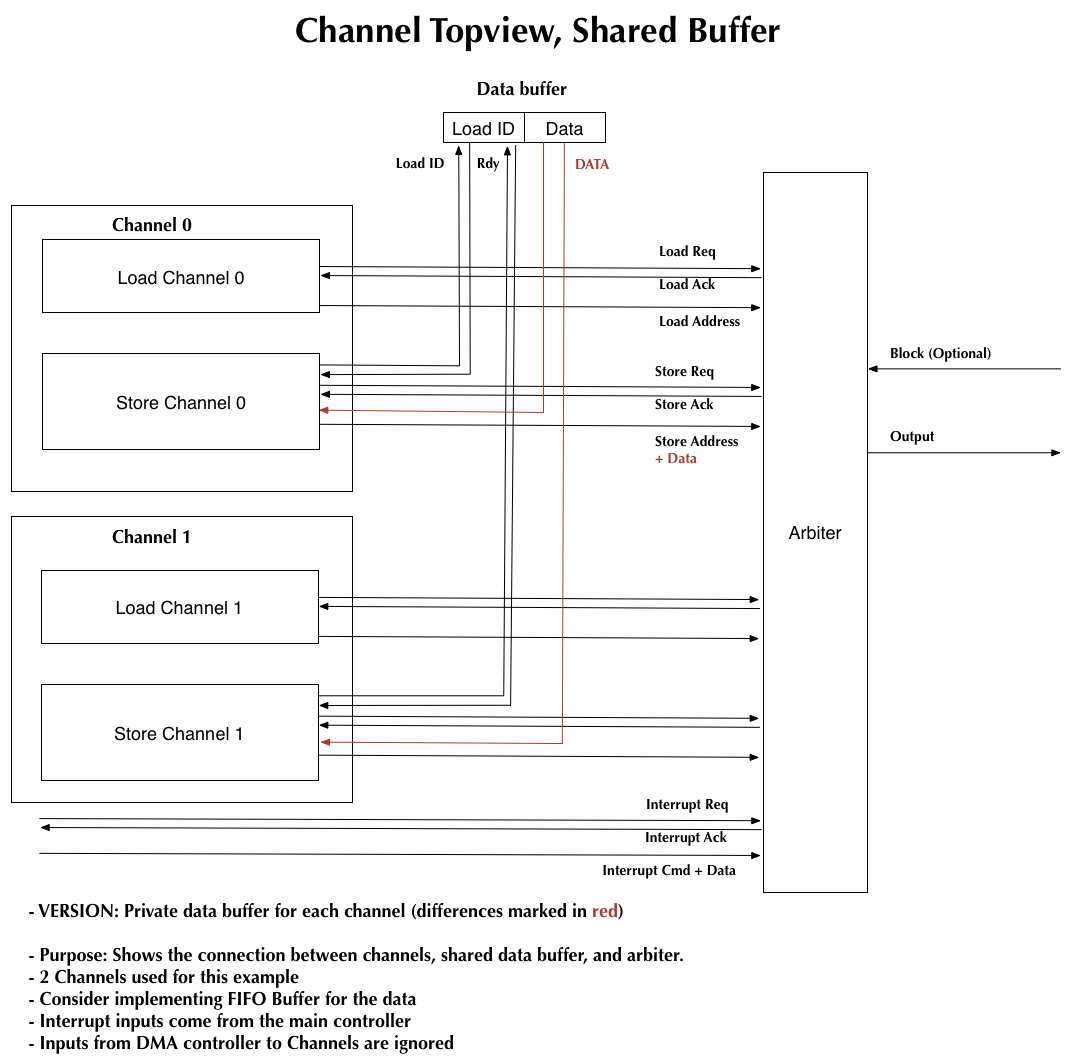 Channel Topview, Shared Buffer
Data buffer
Load ID
Data
Load ID
Rdy
DATA
Channel 0
Load Channel 0
Load Req
Load Ack
Load Address
Store Channel 0
Store Req
Store Ack
Store Address
+ Data
Block (Optional)
Output
Arbiter
Channel 1
Load Channel 1
Store Channel 1
Interrupt Req
Interrupt Ack
Interrupt Cmd + Data
- VERSION: Private data buffer for each channel (differences marked in red)
- Purpose: Shows the connection between channels, shared data buffer, and arbiter.
- 2 Channels used for this example
- Consider implementing FIFO Buffer for the data
- Interrupt inputs come from the main controller
- Inputs from DMA controller to Channels are ignored